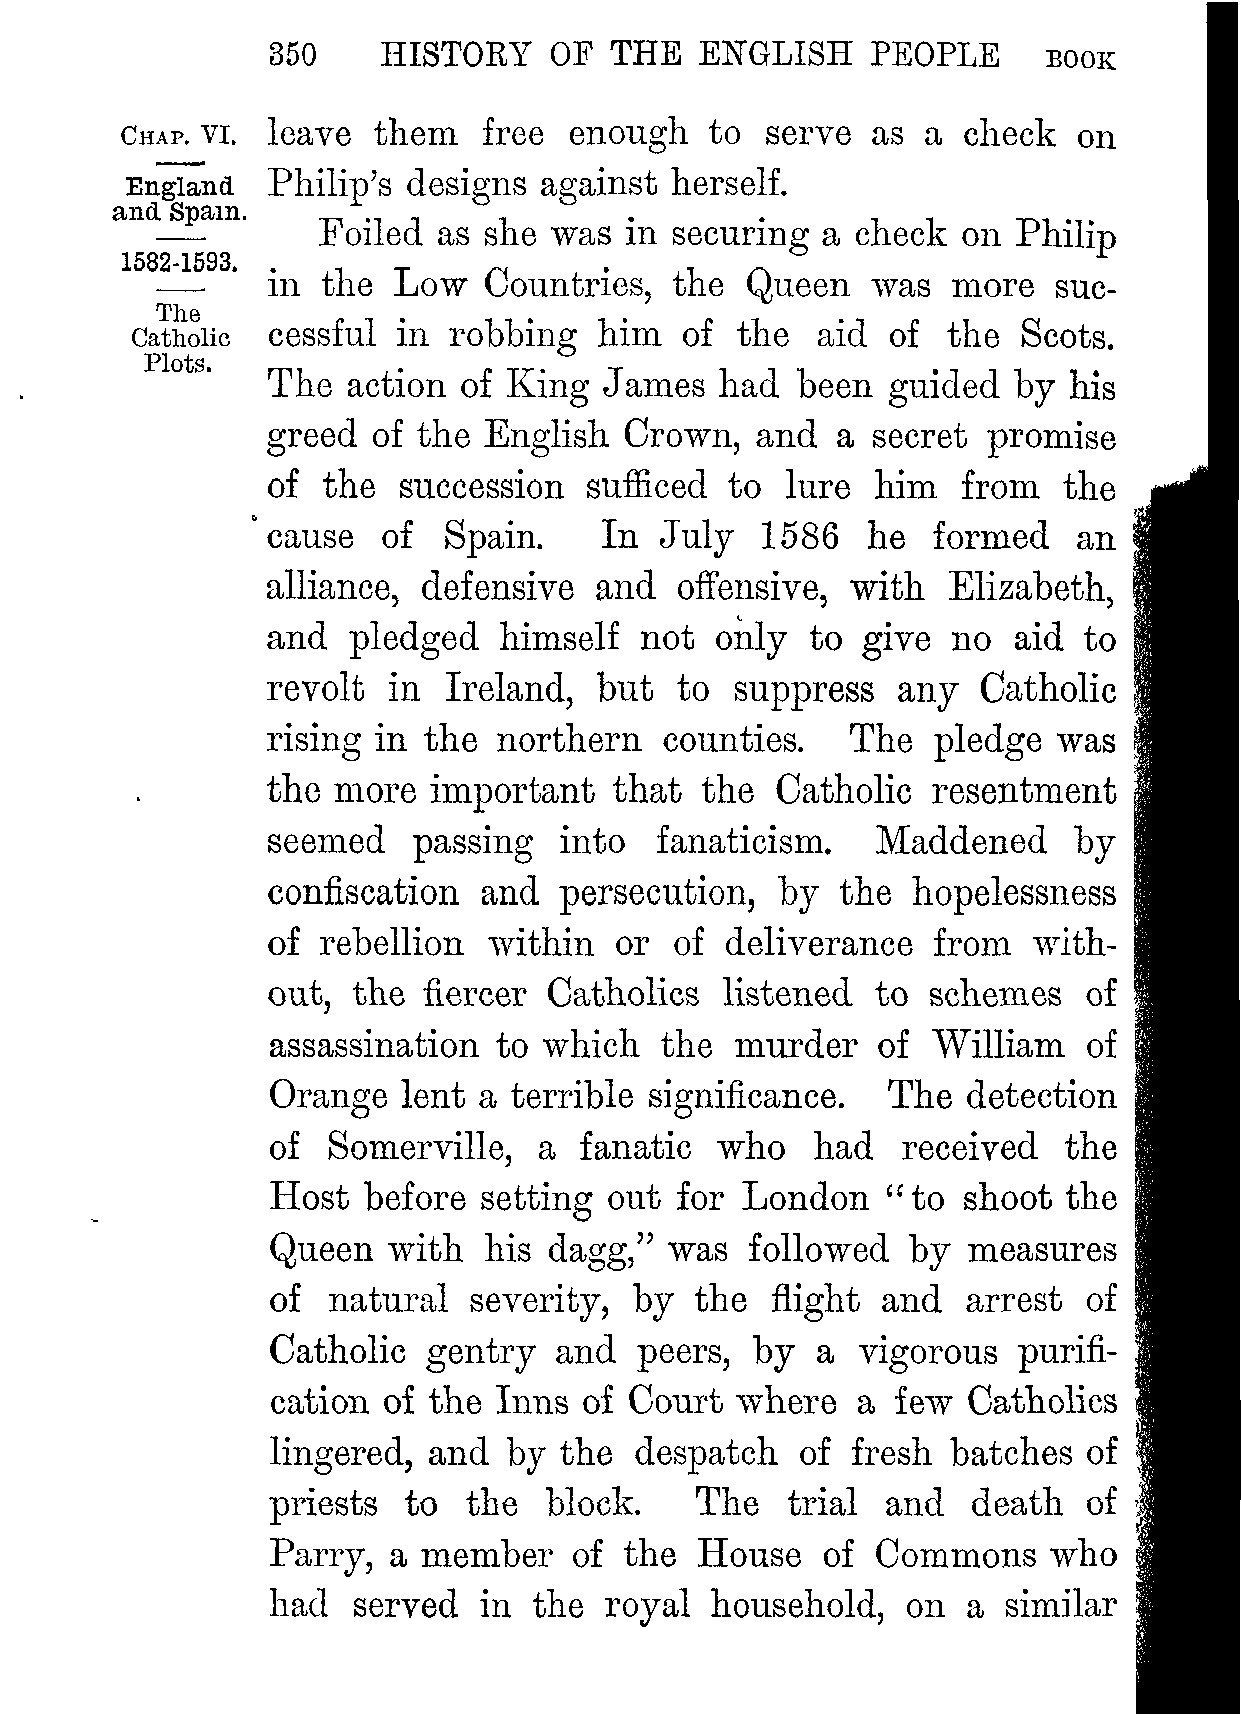 350 HISTORY OF THE ENGLISH PEOPLE BOOK
CHAP. VI.
England
and Spain.
1582-1593.
The
Catholic
Plots.
leave them free enough to serve as a check on
Philip's designs against herself.
Foiled as she was in securing a check on Philip
in the Low Countries, the Queen was more suc-
cessful in robbing him of the aid of the Scots.
The action of King James had been guided by his
greed of the English Crown, and a secret promise
of the succession sufficed to lure him from the
cause of Spain. In July 1586 he formed an
alliance, defensive and offensive, with Elizabeth,
and pledged himself not only to give no aid to
revolt in Ireland, but to suppress any Catholic
rising in the northern counties. The pledge was
the more important that the Catholic resentment
seemed passing into fanaticism. Maddened by
confiscation and persecution, by the hopelessness
of rebellion within or of deliverance from with-
out, the fiercer Catholics listened to schemes of
assassination to which the murder of William of
Orange lent a terrible significance. The detection
of Somerville, a fanatic who had received the
Host before setting out for London “to shoot the
Queen with his dagg,” was followed by measures
of natural severity, by the flight and arrest of
Catholic gentry and peers, by a vigorous purifi-
cation of the Inns of Court where a few Catholics
lingered, and by the despatch of fresh batches of
priests to the block. The trial and death of
Parry, a member of the House of Commons who
had served in the royal household, on a similar